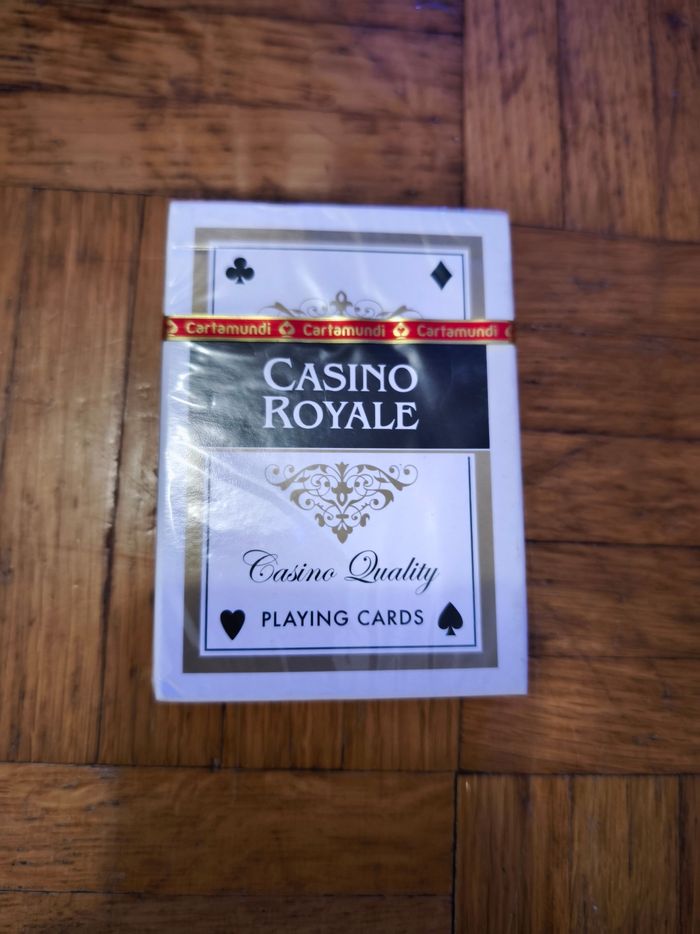 Cartamundi Cartamundi Cartamundi
CASINO
ROYALE
Casino Quality
PLAYING CARDS